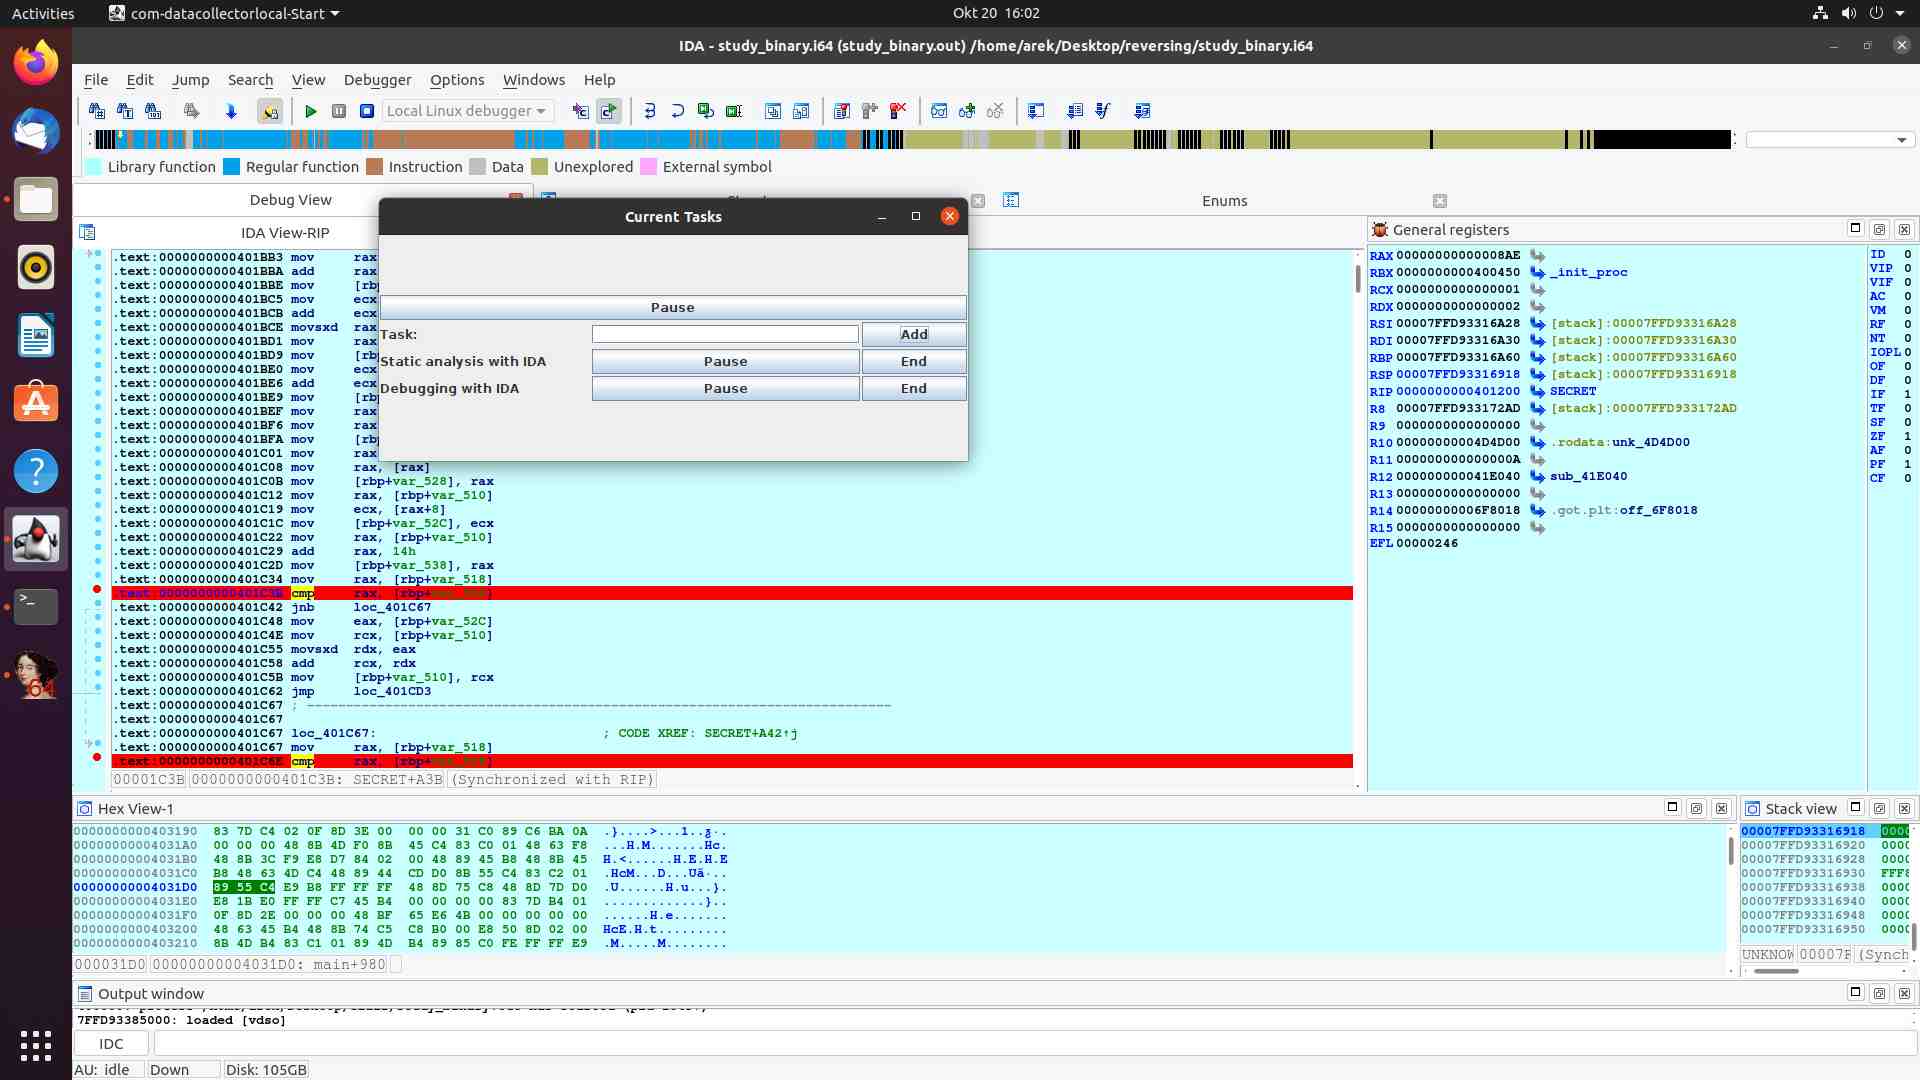 Activities
com-datacollectorlocal-Start
Okt 20 16:02
IDA - study_binary.i64 (study_binary.out) /home/arek/Desktop/reversing/study_binary.i64
File Edit Jump Search View Debugger Options Windows Help
Local Linux debugger
Library function Regular function Instruction Data Unexplored External symbol
Debug View
Enums
IDA View-RIP
Current Tasks
Pause
Task: Add
Static analysis with IDA Pause End
Debugging with IDA Pause End
.text:0000000000401BB3 mov rax
.text:0000000000401BBA add rax
.text:0000000000401BBE mov [rb
.text:0000000000401BC5 mov ecx
.text:0000000000401BCB add ecx
.text:0000000000401BCE movsxd rax
.text:0000000000401BD1 mov rax
.text:0000000000401BD9 mov [rb
.text:0000000000401BE0 mov ecx
.text:0000000000401BE6 add ecx
.text:0000000000401BE9 mov [rb
.text:0000000000401BEF mov rax
.text:0000000000401BF6 mov rax
.text:0000000000401BFA mov [rb
.text:0000000000401C01 mov rax
.text:0000000000401C08 mov rax, [rax]
.text:0000000000401C0B mov [rbp+var_528], rax
.text:0000000000401C12 mov rax, [rbp+var_510]
.text:0000000000401C19 mov ecx, [rax+8]
.text:0000000000401C1C mov [rbp+var_52C], ecx
.text:0000000000401C22 mov rax, [rbp+var_510]
.text:0000000000401C29 add rax, 14h
.text:0000000000401C2D mov [rbp+var_538], rax
.text:0000000000401C34 mov rax, [rbp+var_518]
.text:0000000000401C3B cmp rax,
.text:0000000000401C42 jnb loc_401C67
.text:0000000000401C48 mov eax, [rbp+var_52C]
.text:0000000000401C4E mov rcx, [rbp+var_510]
.text:0000000000401C55 movsxd rdx, eax
.text:0000000000401C58 add rcx, rdx
.text:0000000000401C5B mov [rbp+var_510], rcx
.text:0000000000401C62 jmp loc_401CD3
.text:0000000000401C67 ; ---------------------------------------------------------------------------
.text:0000000000401C67
.text:0000000000401C67 loc_401C67: ; CODE XREF: SECRET+A42↑j
.text:0000000000401C67 mov rax, [rbp+var_518]
.text:0000000000401C6E cmp rax,
00001C3B 0000000000401C3B: SECRET+A3B (Synchronized with RIP)
General registers
RAX 00000000000008AE
RBX 0000000000400450 _init_proc
RCX 0000000000000001
RDX 0000000000000002
RSI 00007FFD93316A28 [stack]:00007FFD93316A28
RDI 00007FFD93316A30 [stack]:00007FFD93316A30
RBP 00007FFD93316A60 [stack]:00007FFD93316A60
RSP 00007FFD93316918 [stack]:00007FFD93316918
RIP 0000000000401200 SECRET
R8 00007FFD933172AD [stack]:00007FFD933172AD
R9 0000000000000000
R10 00000000004D4D00 .rodata:unk_4D4D00
R11 000000000000000A
R12 000000000041E040 sub_41E040
R13 0000000000000000
R14 00000000006F8018 .got.plt:off_6F8018
R15 0000000000000000
EFL 00000246
ID 0
VIP 0
VIF 0
AC 0
VM 0
RF 0
NT 0
IOPL 0
OF 0
DF 0
IF 1
TF 0
SF 0
ZF 1
AF 0
PF 1
CF 0
Hex View-1
0000000000403190 83 7D C4 02 0F 8D 3E 00 00 00 31 C0 89 C6 BA 0A
00000000004031A0 00 00 00 48 8B 4D F0 8B 45 C4 83 C0 01 48 63 F8
00000000004031B0 48 8B 3C F9 E8 D7 84 02 00 48 89 45 B8 48 8B 45
00000000004031C0 B8 48 63 4D C4 48 89 44 CD D0 8B 55 C4 83 C2 01
00000000004031D0 89 55 C4 E9 B8 FF FF FF 48 8D 75 C8 48 8D 7D D0
00000000004031E0 E8 1B E0 FF FF C7 45 B4 00 00 00 00 83 7D B4 01
00000000004031F0 0F 8D 2E 00 00 00 48 BF 65 E6 4B 00 00 00 00 00
0000000000403200 48 63 45 B4 48 8B 74 C5 C8 B0 00 E8 50 8D 02 00
0000000000403210 8B 4D B4 83 C1 01 89 4D B4 89 85 C0 FE FF FF E9
000031D0 00000000004031D0: main+980
Stack view
00007FFD93316918 0000
00007FFD93316920 0000
00007FFD93316928 0000
00007FFD93316930 FFF8
00007FFD93316938 0000
00007FFD93316940 0000
00007FFD93316948 0000
00007FFD93316950 0000
UNKNOW 00007F (Synch
Output window
7FFD93385000: loaded [vdso]
IDC
AU: idle Down Disk: 105GB
64